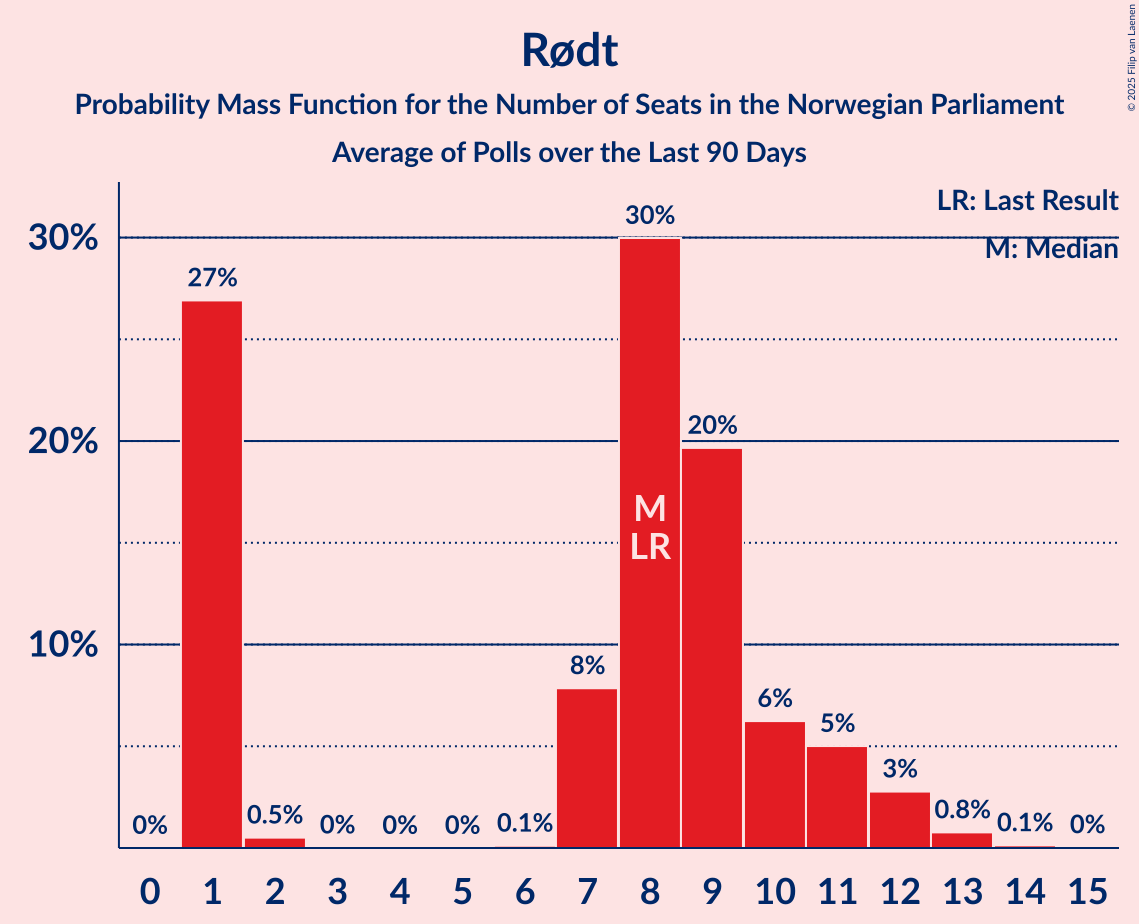 Rødt
Probability Mass Function for the Number of Seats in the Norwegian Parliament
Average of Polls over the Last 90 Days
© 2025 Filip van Laenen
LR: Last Result
M: Median
30%
20%
10%
0%
27%
0.5%
0%
0%
0%
0.1%
8%
30%
20%
6%
5%
3%
0.8%
0.1%
0%
M
LR
0 1 2 3 4 5 6 7 8 9 10 11 12 13 14 15